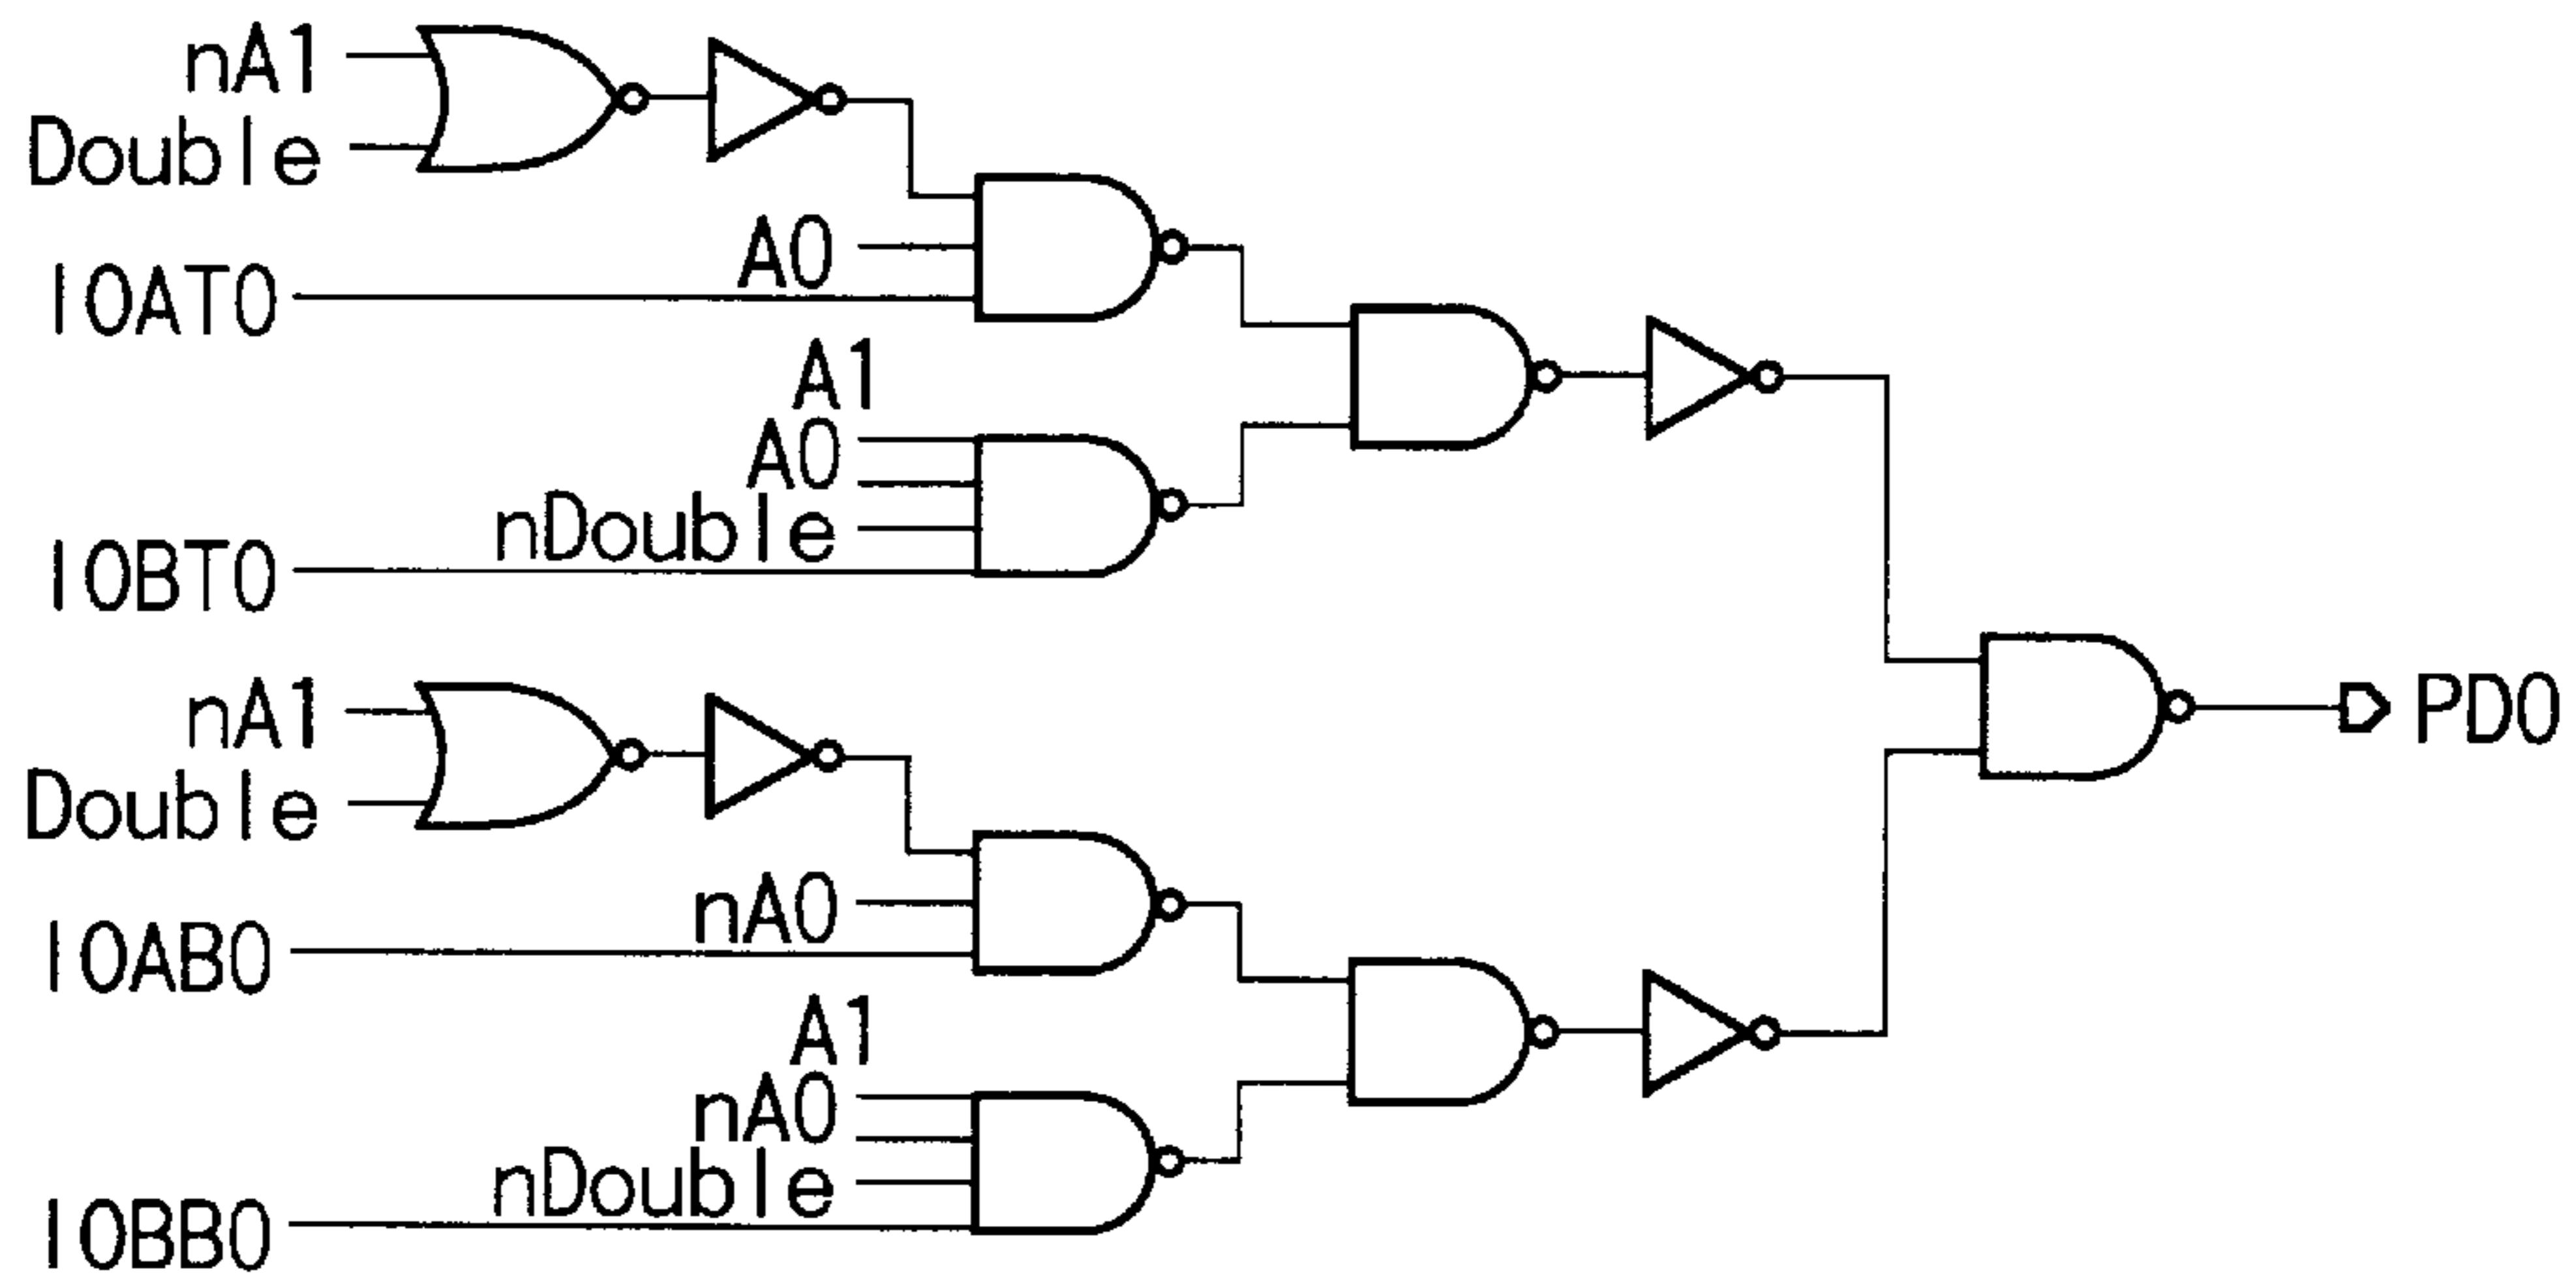 nA1
Double
A0
IOAT0
A1
A0
nDouble
IOBT0
nA1
Double
PD0
nA0
IOAB0
A1
nA0
nDouble
IOBB0